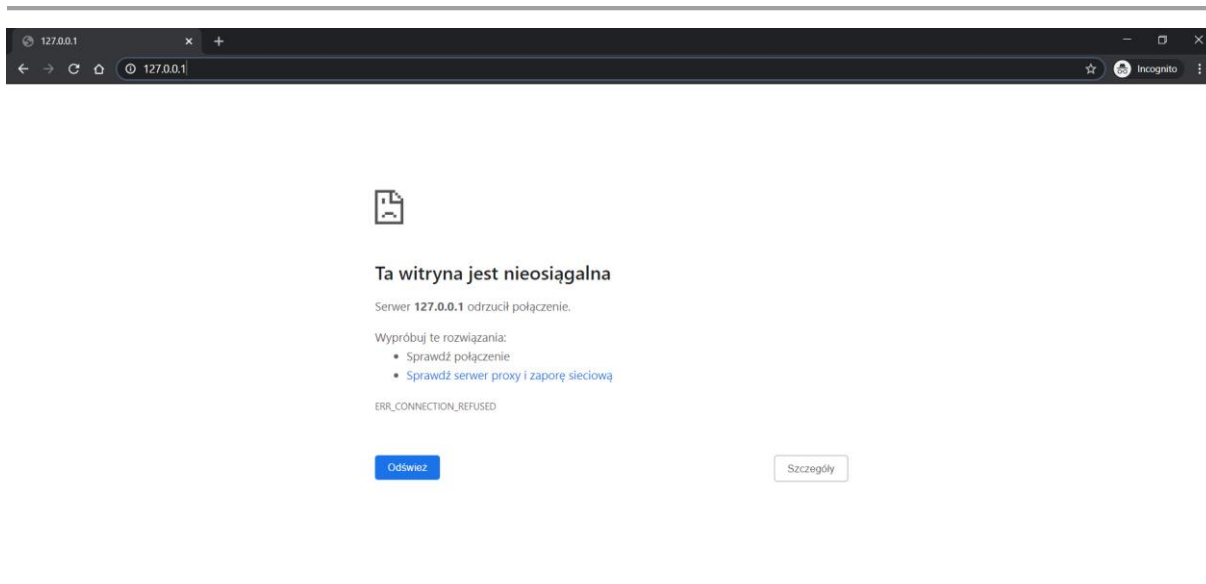 127.0.0.1
127.0.0.1
Incognito
Ta witryna jest nieosiągalna
Serwer 127.0.0.1 odrzucił połączenie.
Wypróbuj te rozwiązania:
Sprawdź połączenie
Sprawdź serwer proxy i zaporę sieciową
ERR_CONNECTION_REFUSED
Odśwież
Szczegóły